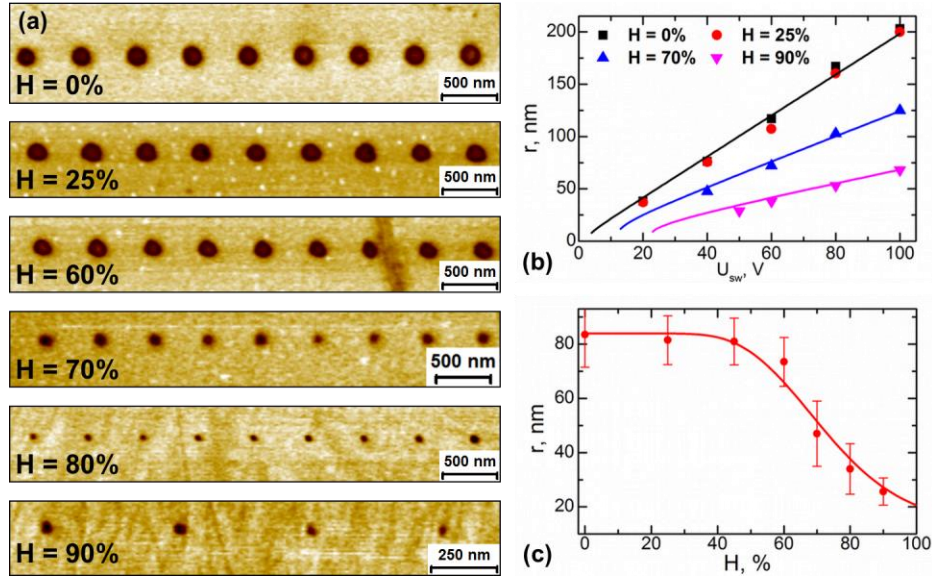 (a)
H = 0%
500 nm
H = 25%
500 nm
H = 60%
500 nm
H = 70%
500 nm
H = 80%
500 nm
H = 90%
250 nm
200
150
100
50
0
r, nm
H = 0% H = 25%
H = 70% H = 90%
0 20 40 60 80 100
(b)
U_sw, V
80
60
40
20
r, nm
0 20 40 60 80 100
(c)
H, %